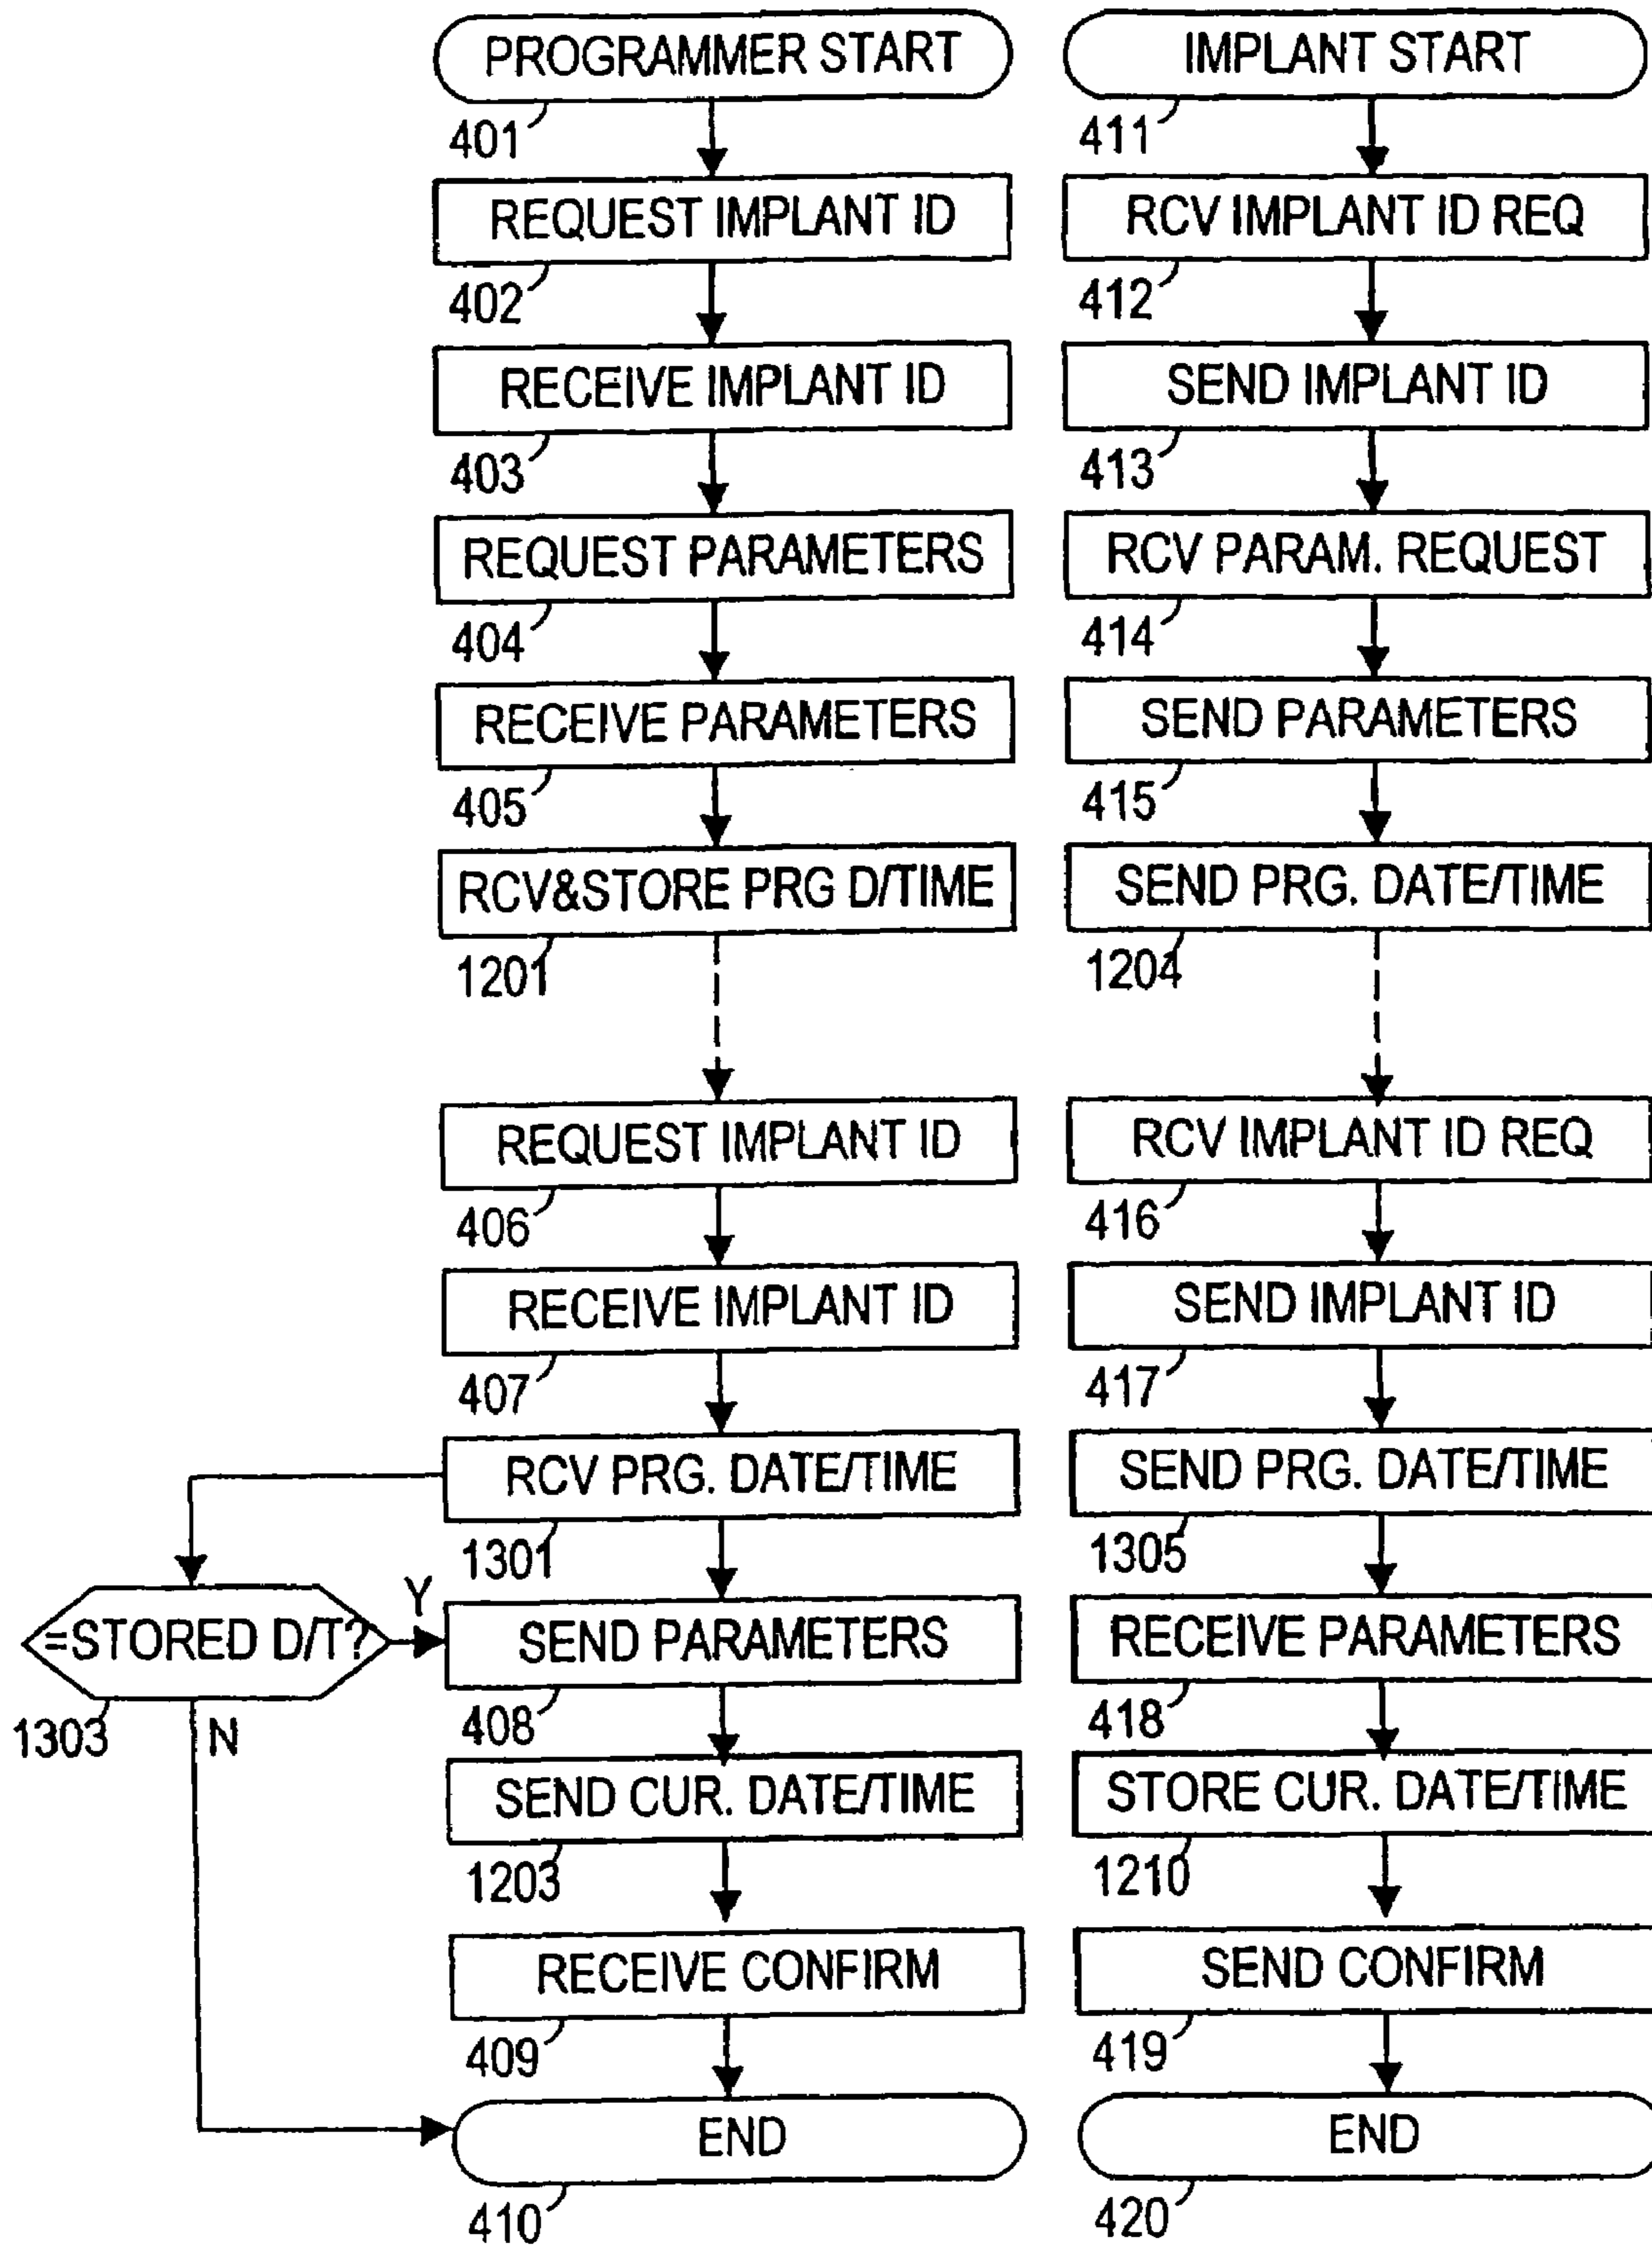 PROGRAMMER START
401
REQUEST IMPLANT ID
402
RECEIVE IMPLANT ID
403
REQUEST PARAMETERS
404
RECEIVE PARAMETERS
405
RCV&STORE PRG D/TIME
1201
REQUEST IMPLANT ID
406
RECEIVE IMPLANT ID
407
RCV PRG. DATE/TIME
1301
=STORED D/T?
1303
Y
N
SEND PARAMETERS
408
SEND CUR. DATE/TIME
1203
RECEIVE CONFIRM
409
END
410
IMPLANT START
411
RCV IMPLANT ID REQ
412
SEND IMPLANT ID
413
RCV PARAM. REQUEST
414
SEND PARAMETERS
415
SEND PRG. DATE/TIME
1204
RCV IMPLANT ID REQ
416
SEND IMPLANT ID
417
SEND PRG. DATE/TIME
1305
RECEIVE PARAMETERS
418
STORE CUR. DATE/TIME
1210
SEND CONFIRM
419
END
420